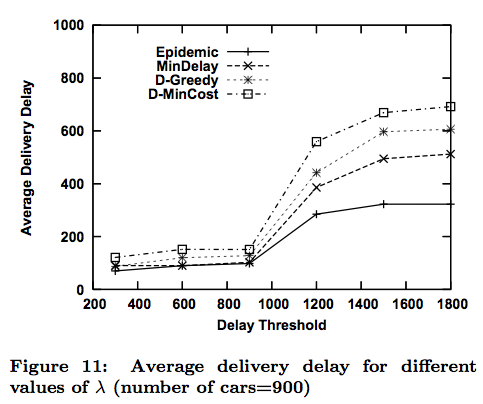 1000
800
600
400
200
0
Average Delivery Delay
Epidemic
MinDelay
D-Greedy
D-MinCost
200 400 600 800 1000 1200 1400 1600 1800
Delay Threshold
Figure 11: Average delivery delay for different
values of λ (number of cars=900)